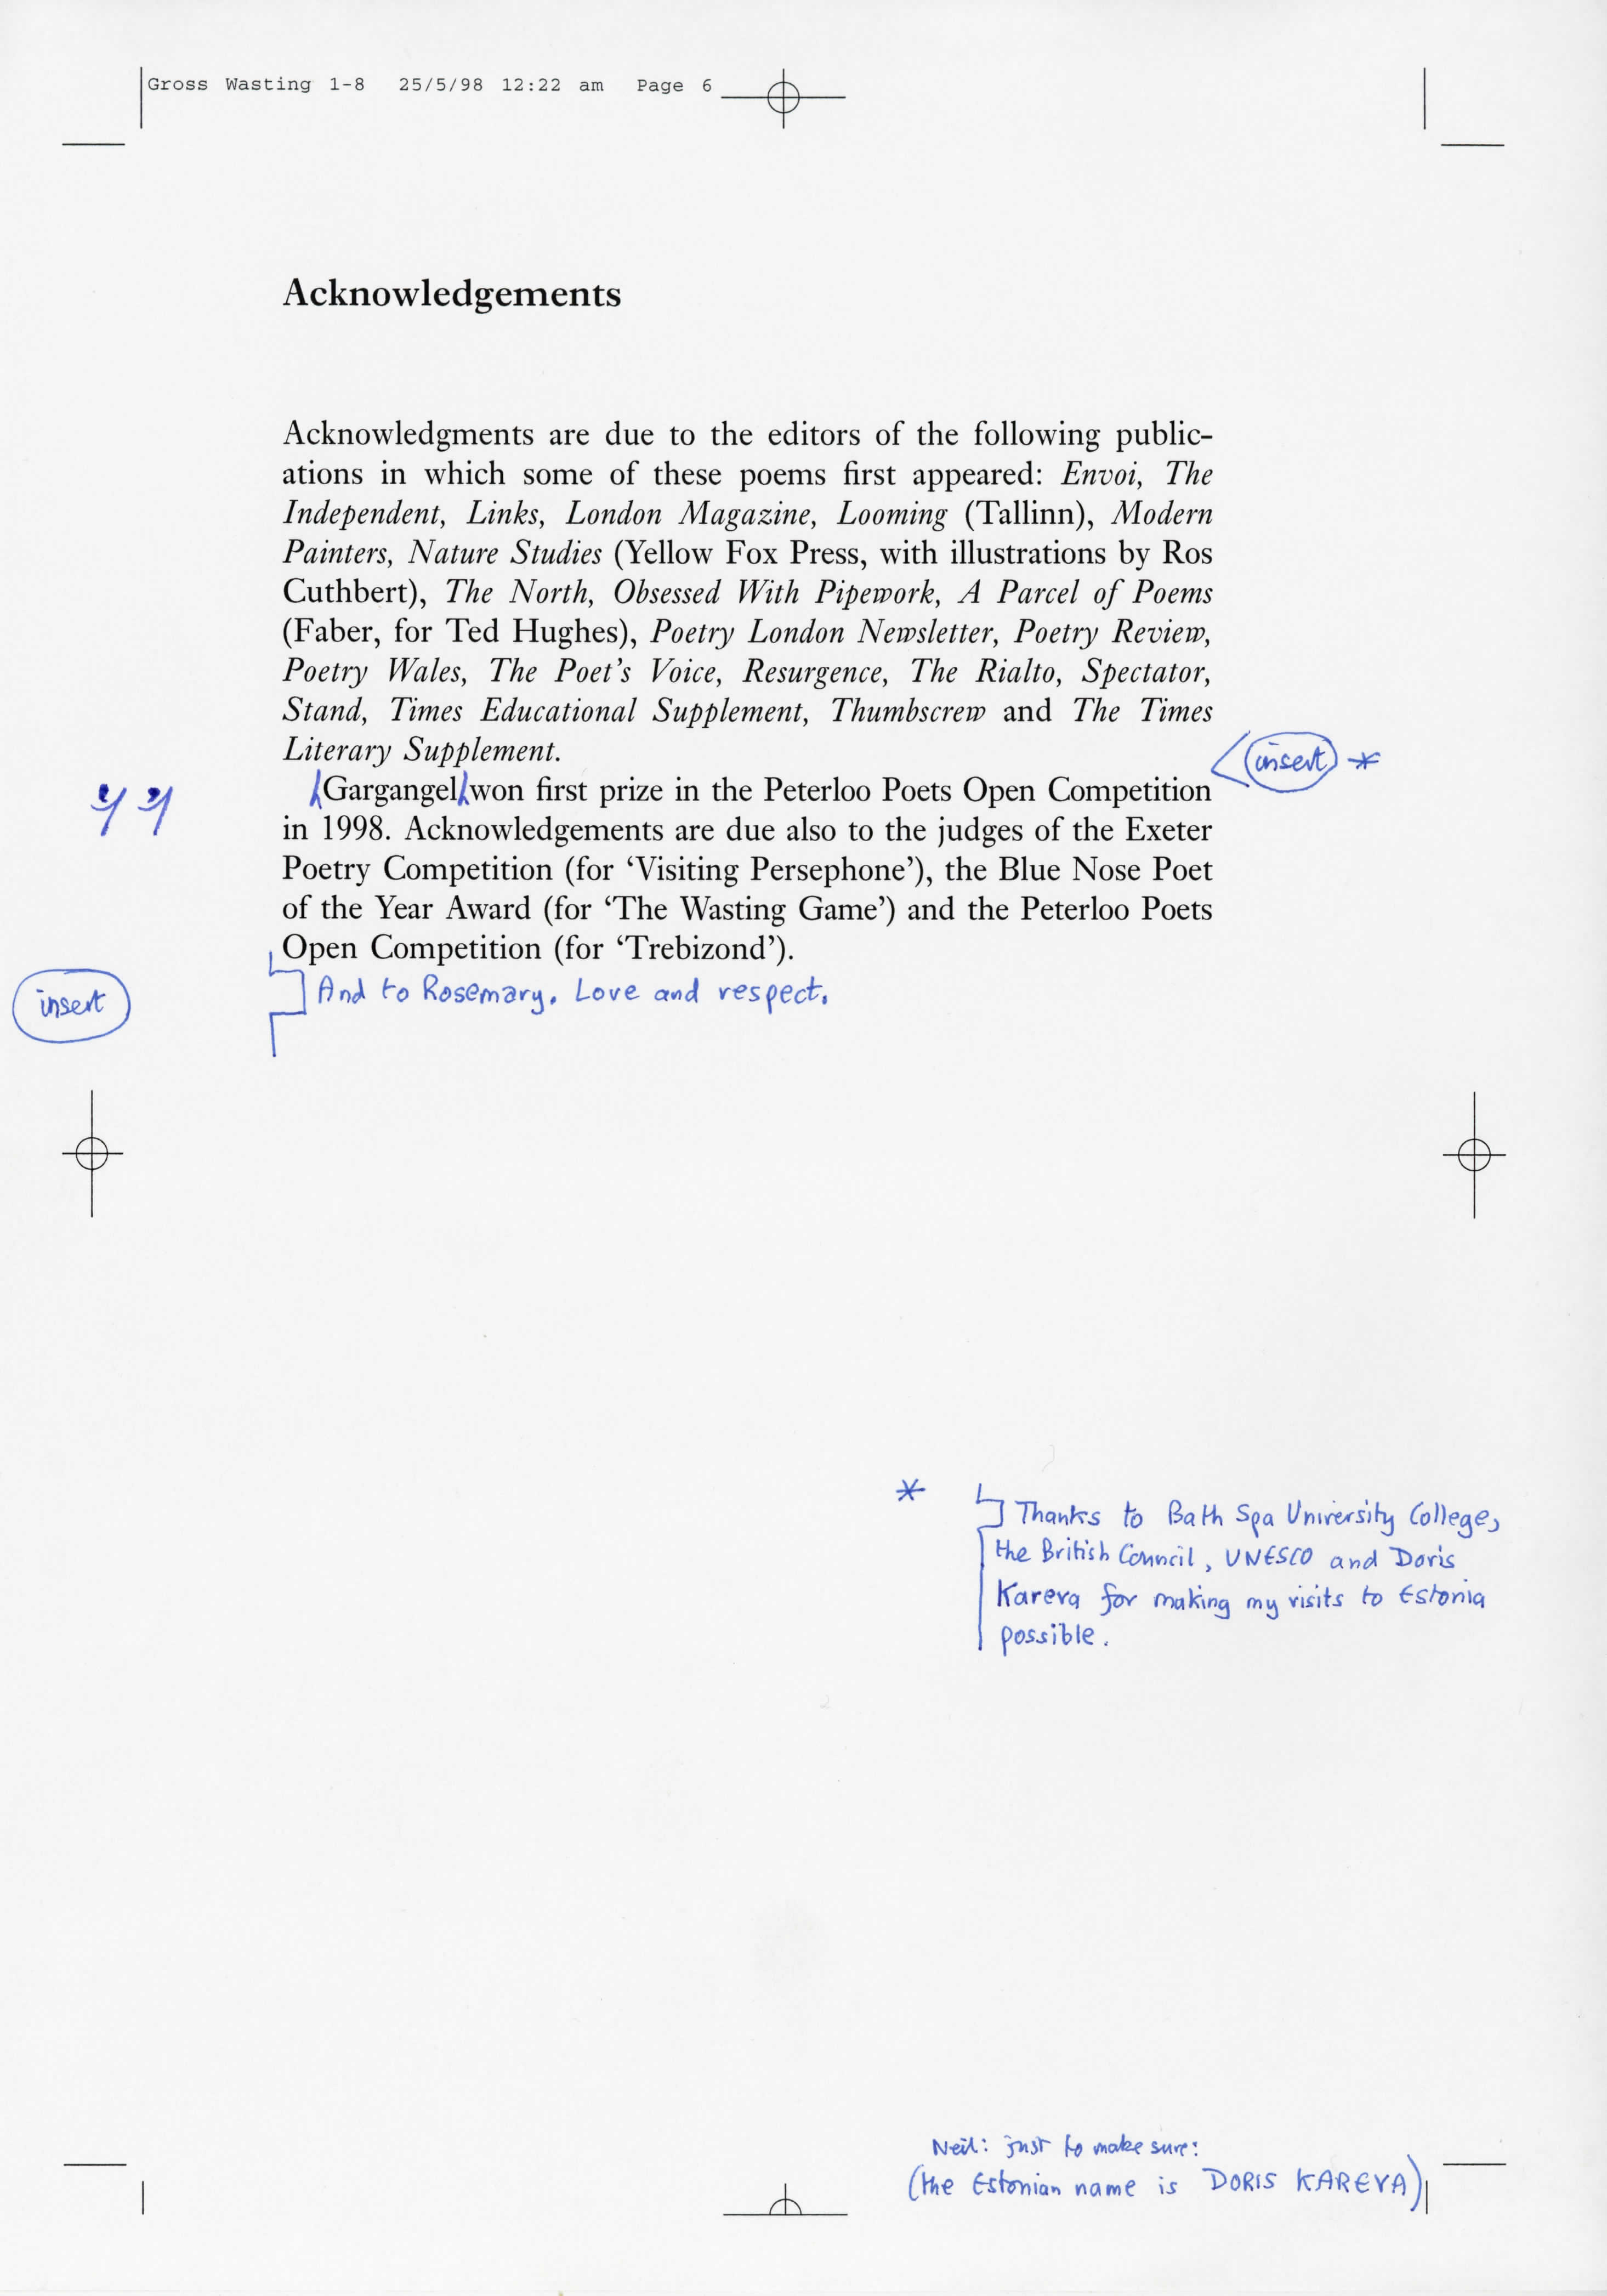 Gross Wasting 1-8 25/5/98 12:22 am Page 6
Acknowledgements
Acknowledgments are due to the editors of the following public-
ations in which some of these poems first appeared: Envoi, The
Independent, Links, London Magazine, Looming (Tallinn), Modern
Painters, Nature Studies (Yellow Fox Press, with illustrations by Ros
Cuthbert), The North, Obsessed With Pipework, A Parcel of Poems
(Faber, for Ted Hughes), Poetry London Newsletter, Poetry Review,
Poetry Wales, The Poet's Voice, Resurgence, The Rialto, Spectator,
Stand, Times Educational Supplement, Thumbscrew and The Times
Literary Supplement.
insert *
‘/ ’/
Gargangel won first prize in the Peterloo Poets Open Competition
in 1998. Acknowledgements are due also to the judges of the Exeter
Poetry Competition (for ‘Visiting Persephone’), the Blue Nose Poet
of the Year Award (for ‘The Wasting Game’) and the Peterloo Poets
Open Competition (for ‘Trebizond’).
insert
And to Rosemary. Love and respect.
* Thanks to Bath Spa University College,
the British Council, UNESCO and Doris
Kareva for making my visits to Estonia
possible.
Neil: just to make sure:
(the Estonian name is DORIS KAREVA)